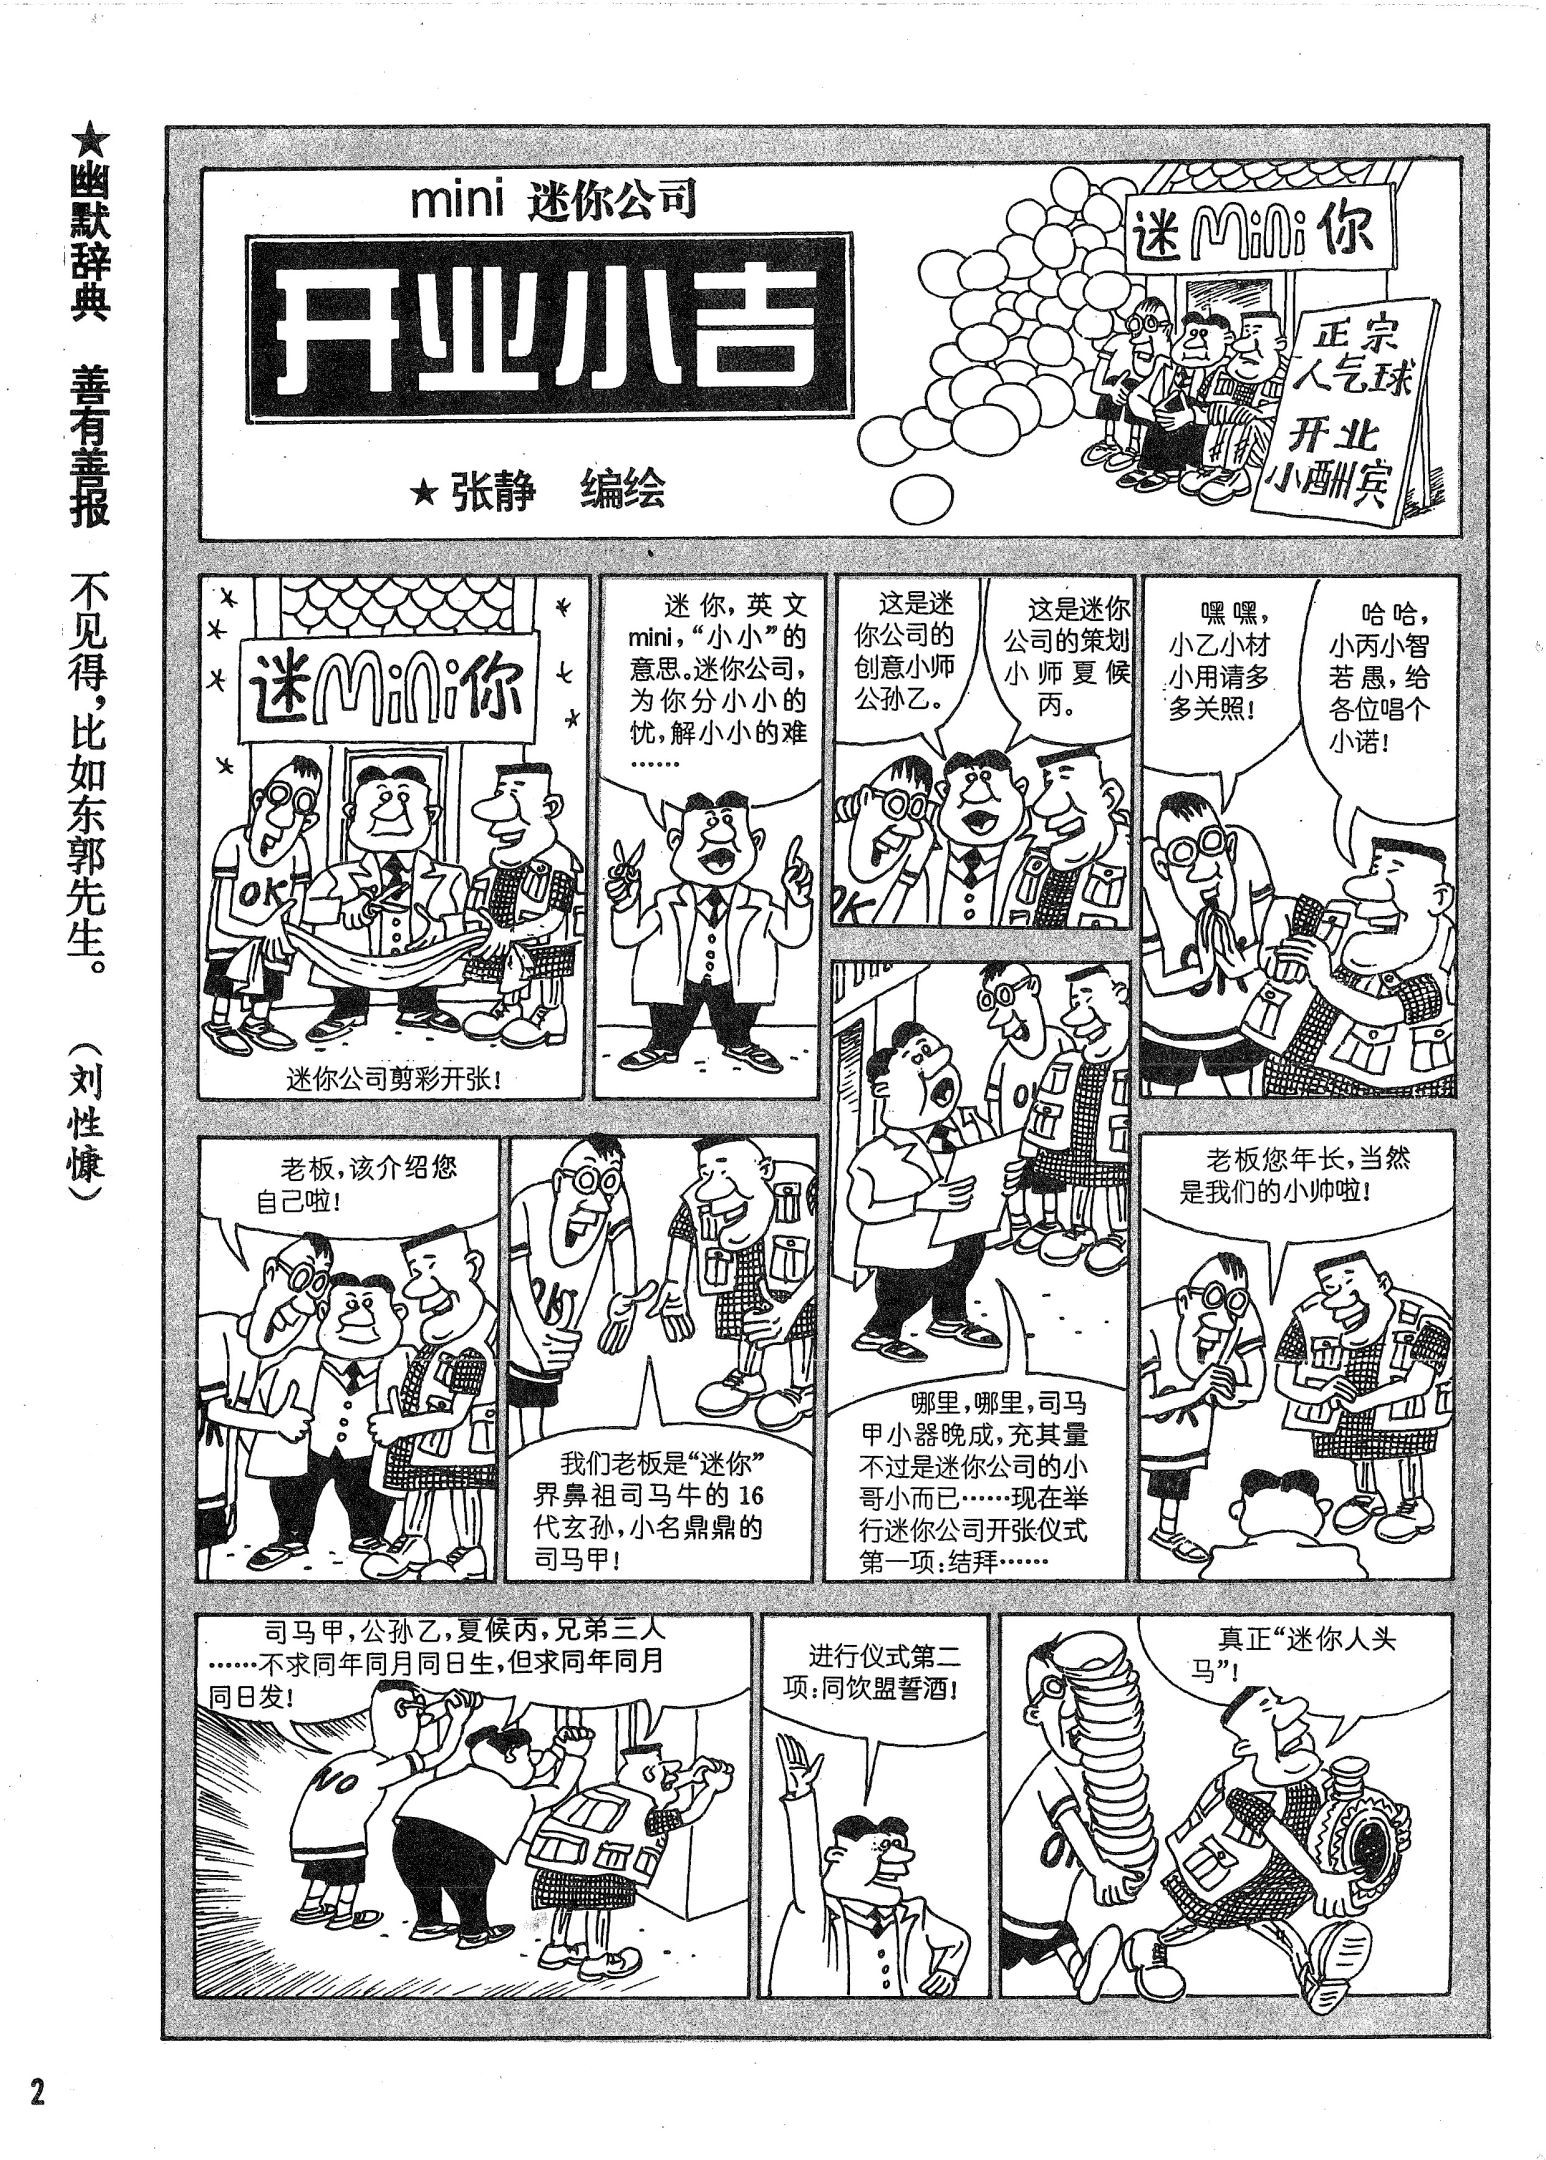 ★幽默辞典 善有善报 不见得，比如东郭先生。 （刘性慷）
mini 迷你公司
开业小吉
★张静 编绘
迷mini你
正宗
人气球
开业
小酬宾
迷mini你
OK
迷你公司剪彩开张！
迷你，英文
mini，“小小”的
意思。迷你公司，
为你分小小的
忧，解小小的难
……
这是迷
你公司的
创意小师
公孙乙。
这是迷你
公司的策划
小师夏候
丙。
OK
嘿嘿，
小乙小材
小用请多
多关照！
哈哈，
小丙小智
若愚，给
各位唱个
小诺！
OK
老板，该介绍您
自己啦！
OK
我们老板是“迷你”
界鼻祖司马牛的16
代玄孙，小名鼎鼎的
司马甲！
OK
哪里，哪里，司马
甲小器晚成，充其量
不过是迷你公司的小
哥小而已……现在举
行迷你公司开张仪式
第一项：结拜……
老板您年长，当然
是我们的小帅啦！
OK
司马甲，公孙乙，夏候丙，兄弟三人
……不求同年同月同日生，但求同年同月
同日发！
NO
进行仪式第二
项：同饮盟誓酒！
真正“迷你人头
马”！
OK
2